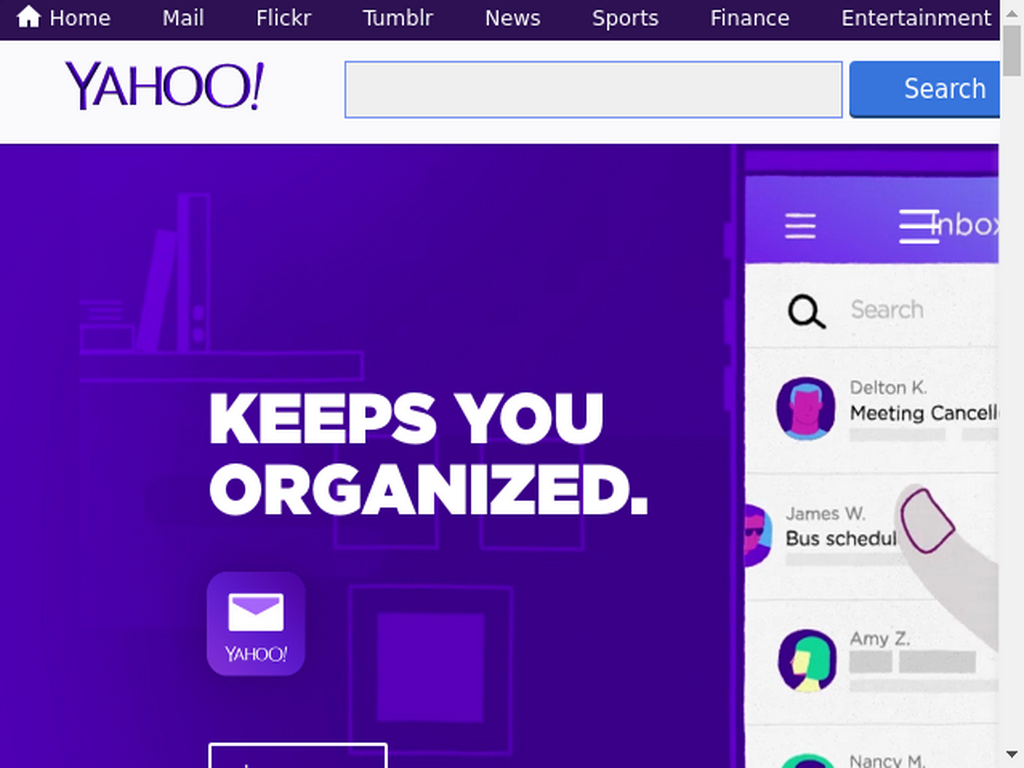 Home Mail Flickr Tumblr News Sports Finance Entertainment
YAHOO!
Search
Inbox
Search
Delton K.
Meeting Cancell
James W.
Bus schedul
KEEPS YOU
ORGANIZED.
YAHOO!
Amy Z.
Nancy M.